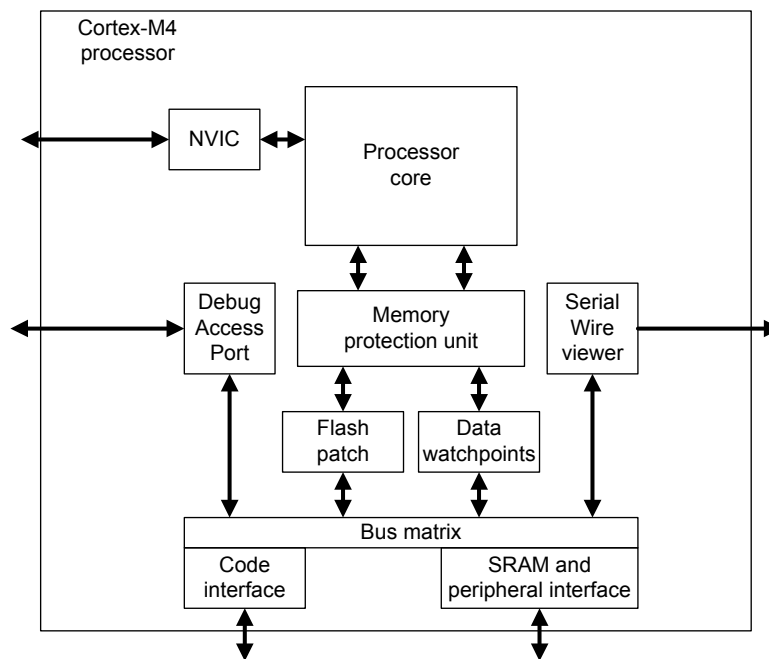 Cortex-M4
processor
NVIC
Processor
core
Debug
Access
Port
Memory
protection unit
Serial
Wire
viewer
Flash
patch
Data
watchpoints
Bus matrix
Code
interface
SRAM and
peripheral interface